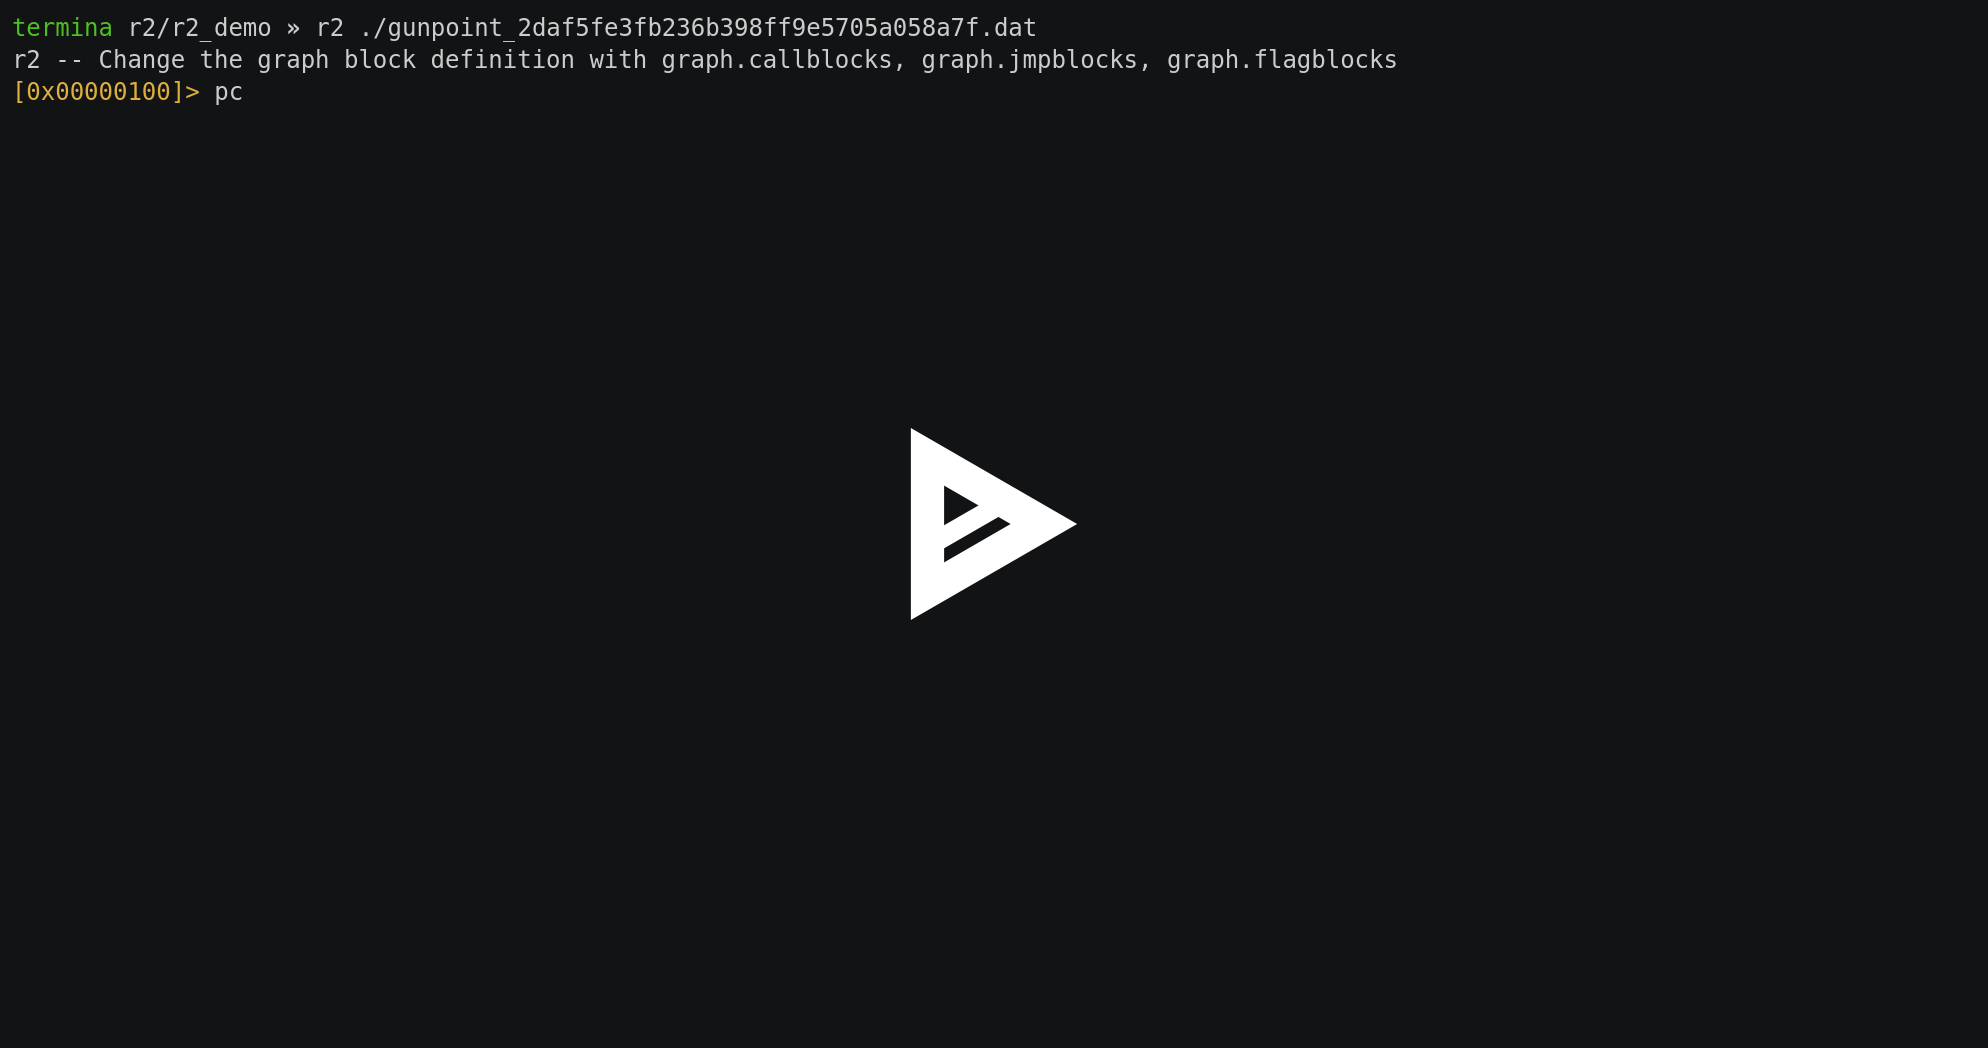 termina r2/r2_demo » r2 ./gunpoint_2daf5fe3fb236b398ff9e5705a058a7f.dat
r2 -- Change the graph block definition with graph.callblocks, graph.jmpblocks, graph.flagblocks
[0x00000100]> pc